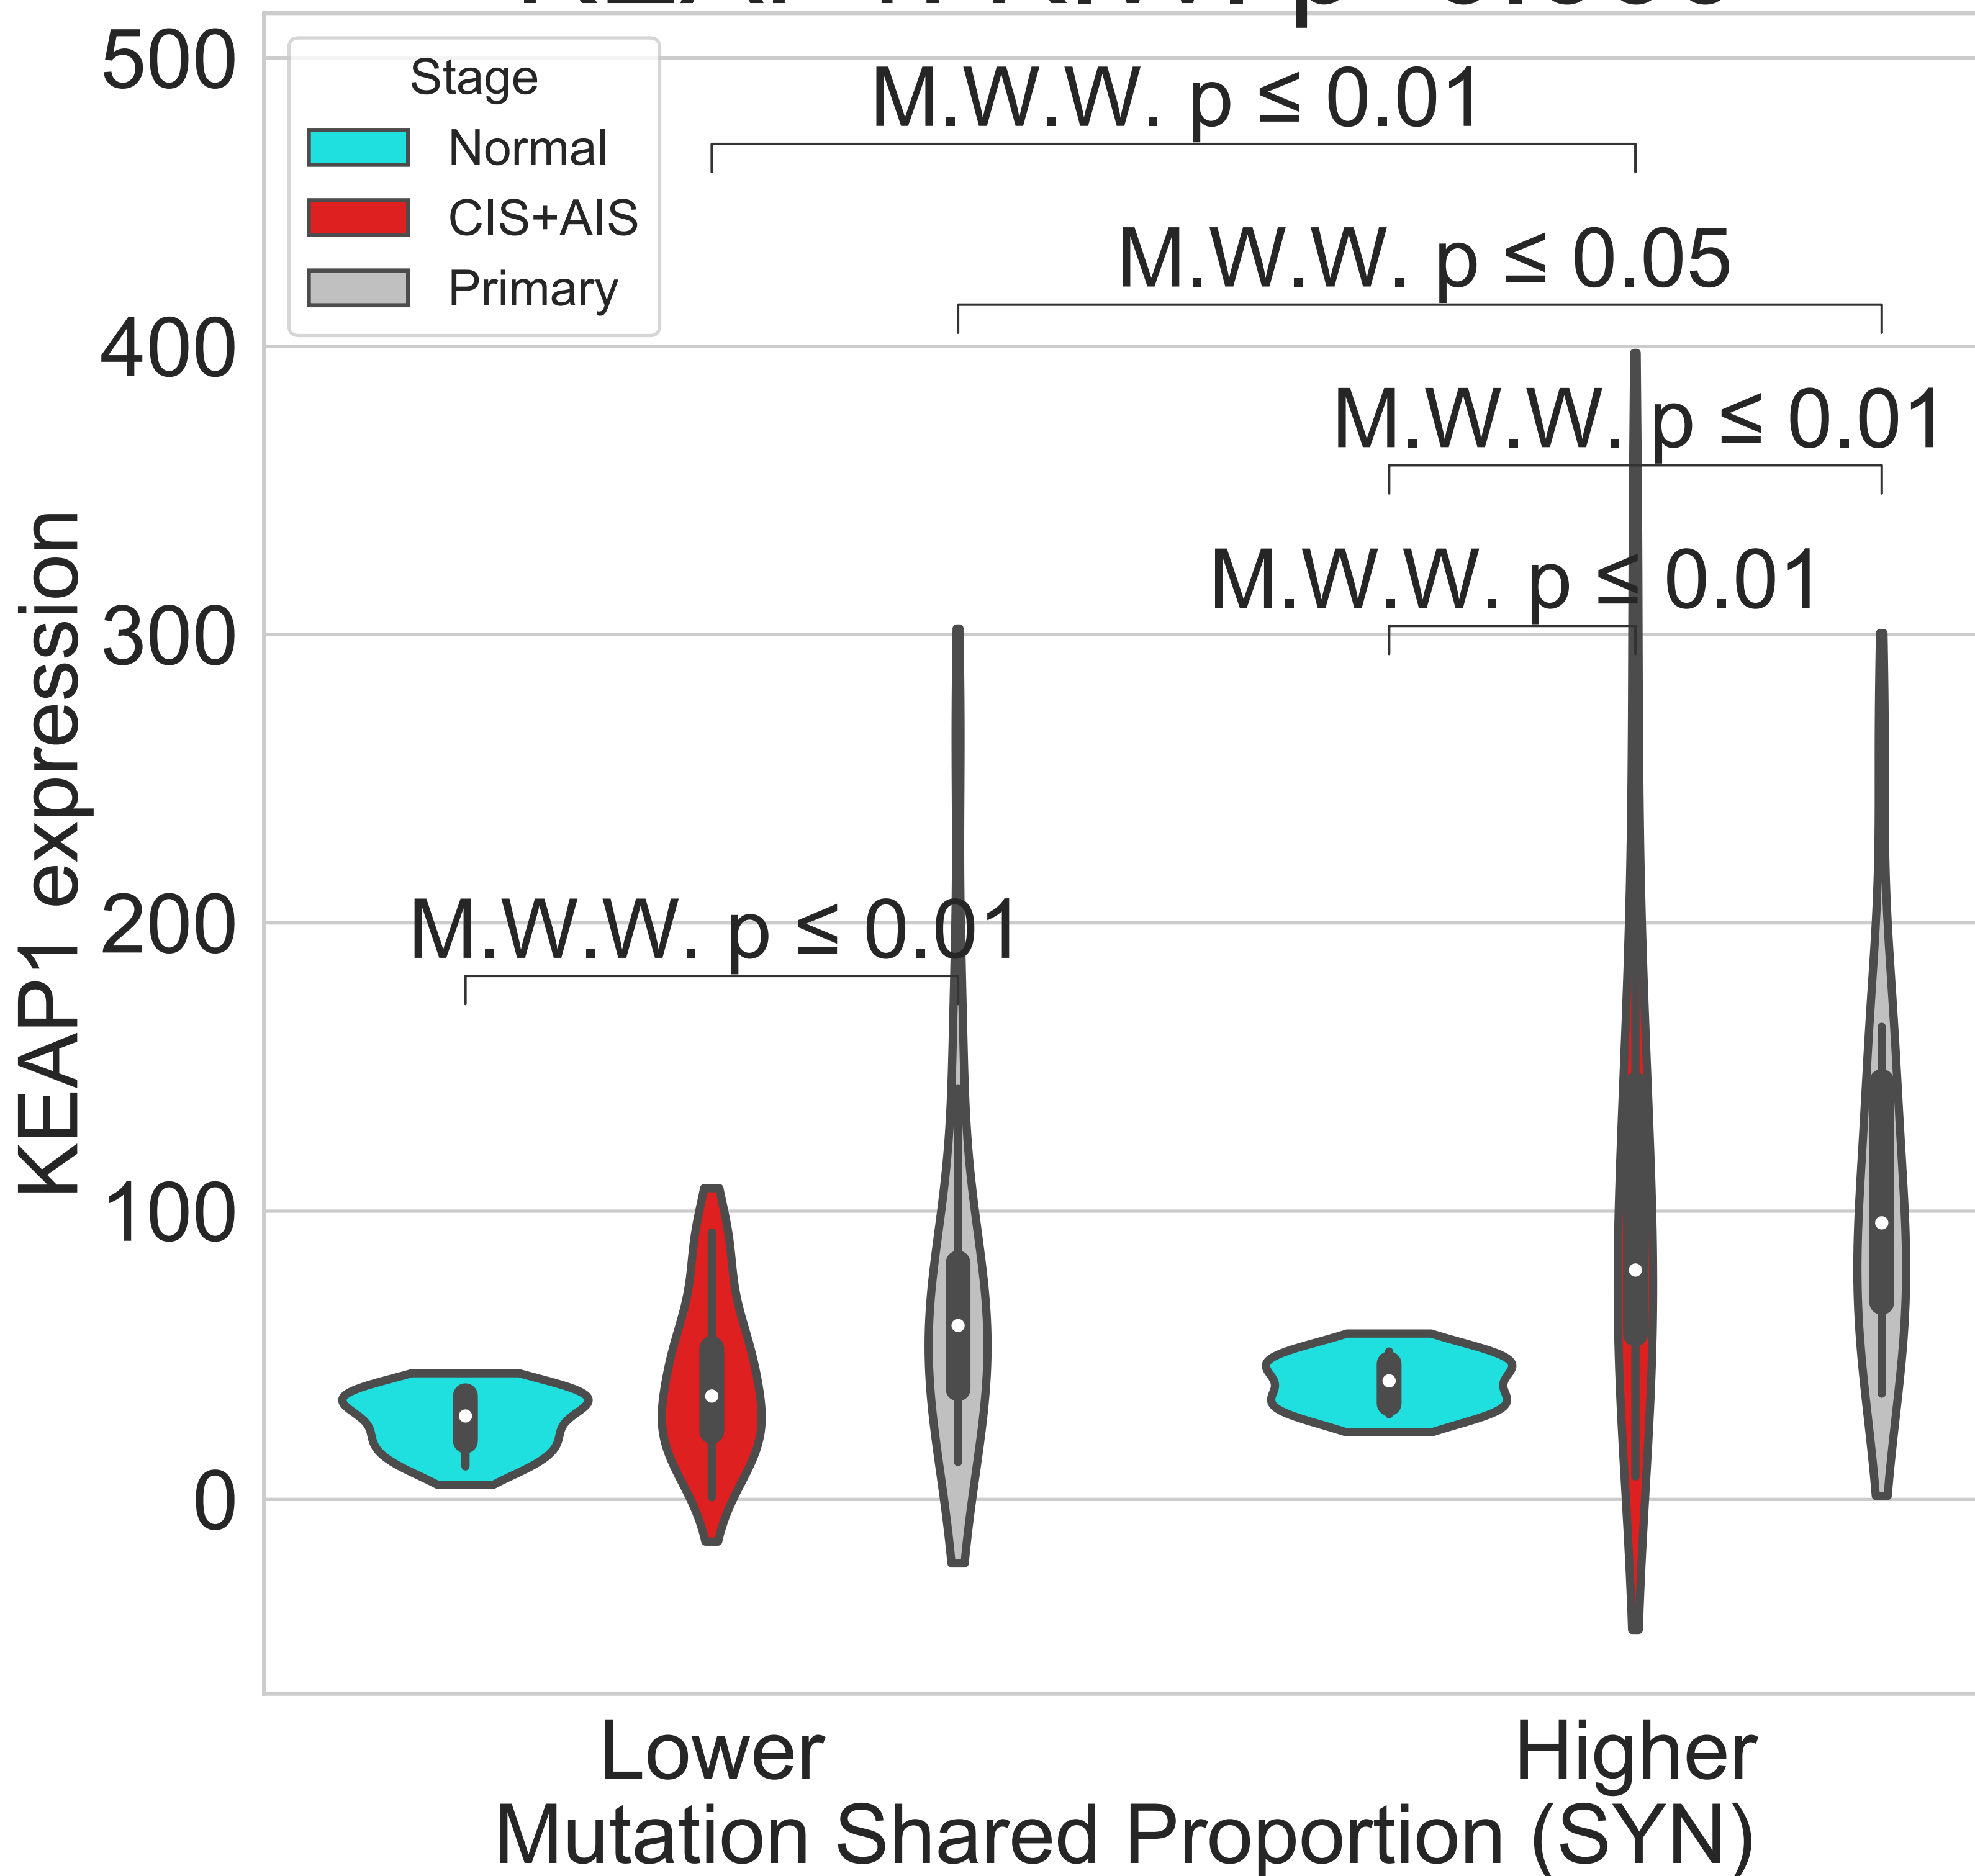 500
Stage
Normal
CIS+AIS
Primary
M.W.W. p ≤ 0.01
M.W.W. p ≤ 0.05
400
M.W.W. p ≤ 0.01
M.W.W. p ≤ 0.01
300
KEAP1 expression
200
M.W.W. p ≤ 0.01
100
0
Lower
Higher
Mutation Shared Proportion (SYN)